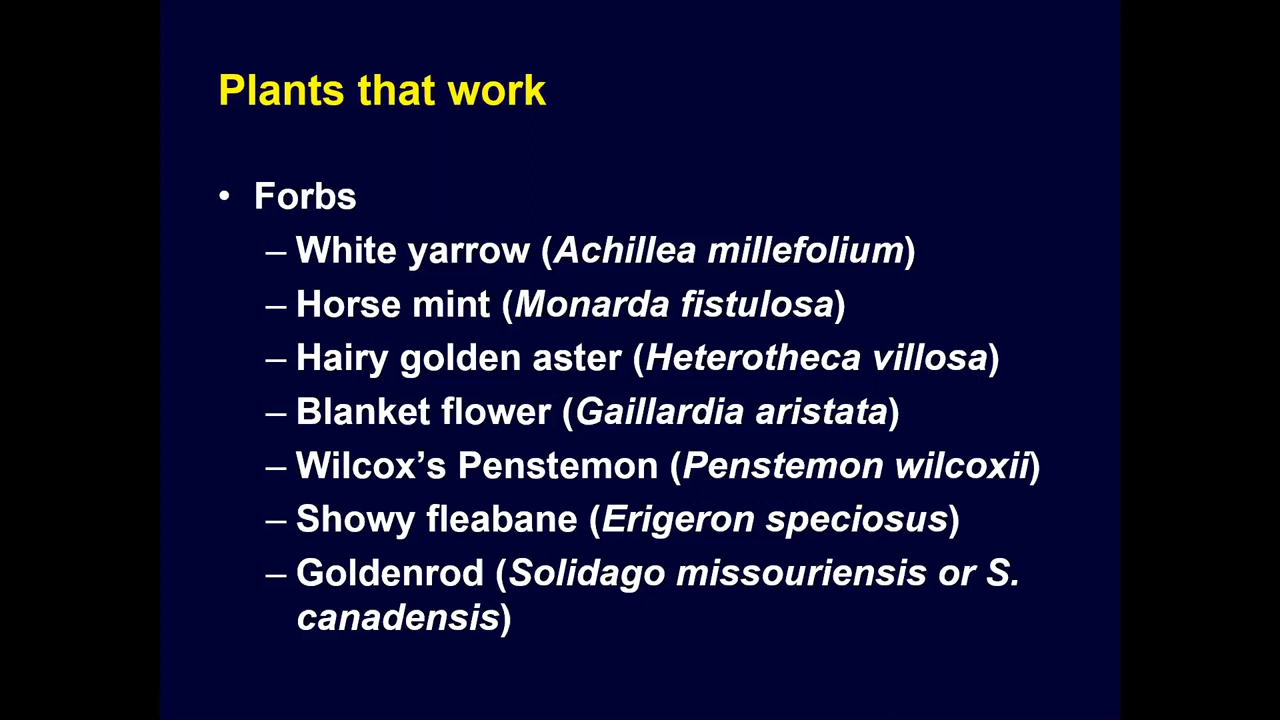 Plants that work
• Forbs
– White yarrow (Achillea millefolium)
– Horse mint (Monarda fistulosa)
– Hairy golden aster (Heterotheca villosa)
– Blanket flower (Gaillardia aristata)
– Wilcox’s Penstemon (Penstemon wilcoxii)
– Showy fleabane (Erigeron speciosus)
– Goldenrod (Solidago missouriensis or S.
canadensis)